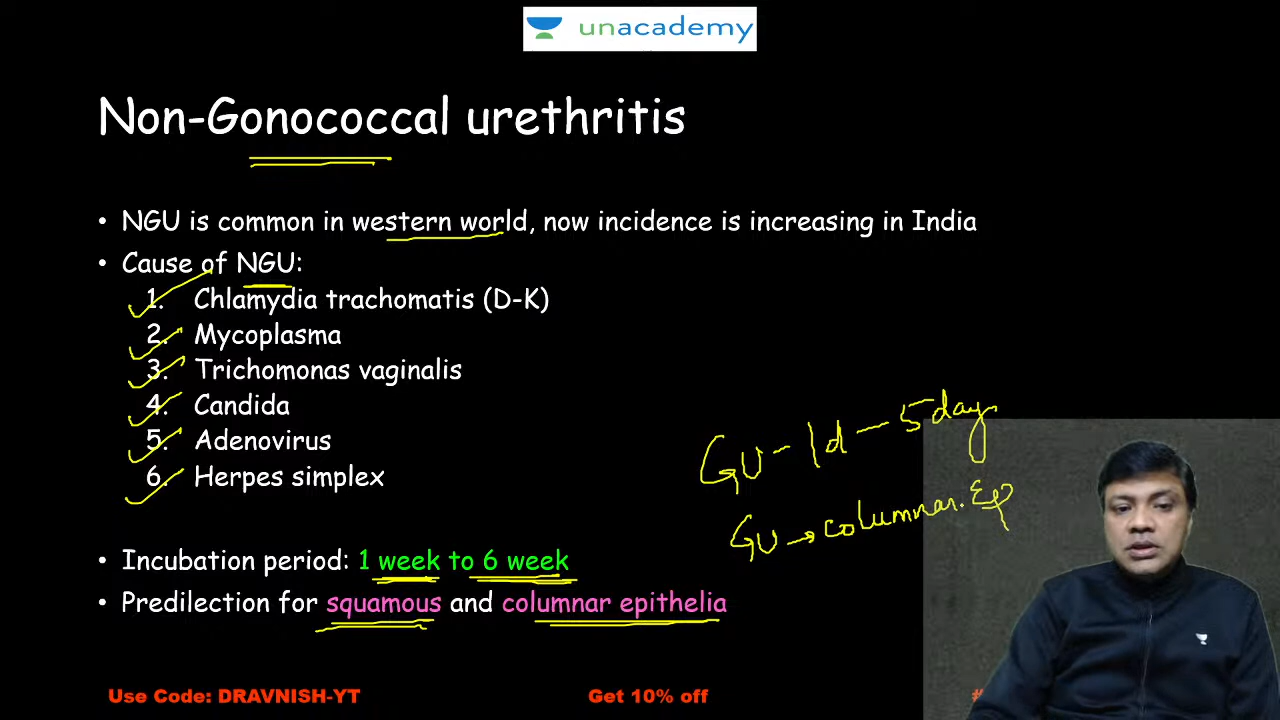 unacademy
Non-Gonococcal urethritis
• NGU is common in western world, now incidence is increasing in India
• Cause of NGU:
1. Chlamydia trachomatis (D-K)
2. Mycoplasma
3. Trichomonas vaginalis
4. Candida
5. Adenovirus
6. Herpes simplex
GU - 1d - 5 days
GU → columnar. Ep
• Incubation period: 1 week to 6 week
• Predilection for squamous and columnar epithelia
Use Code: DRAVNISH-YT Get 10% off #